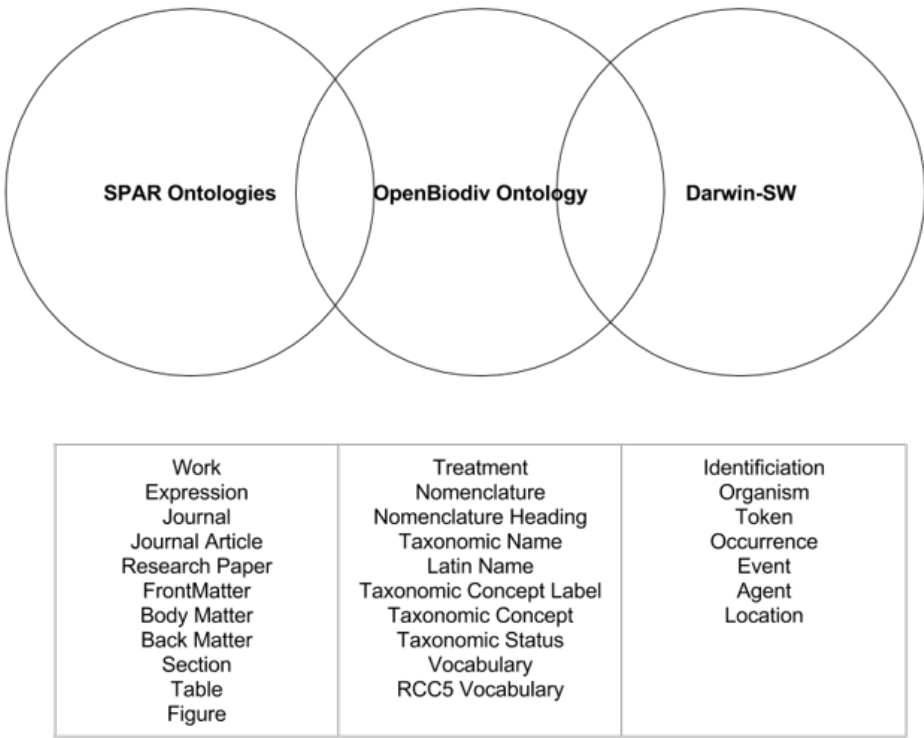 SPAR Ontologies
OpenBiodiv Ontology
Darwin-SW
Work
Expression
Journal
Journal Article
Research Paper
FrontMatter
Body Matter
Back Matter
Section
Table
Figure
Treatment
Nomenclature
Nomenclature Heading
Taxonomic Name
Latin Name
Taxonomic Concept Label
Taxonomic Concept
Taxonomic Status
Vocabulary
RCC5 Vocabulary
Identificiation
Organism
Token
Occurrence
Event
Agent
Location